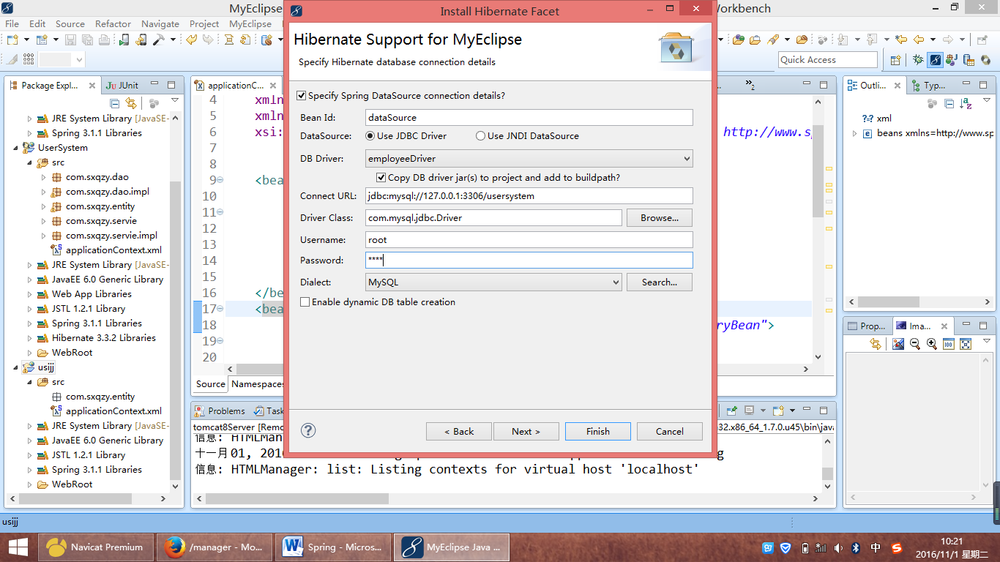 MyEclipse
Install Hibernate Facet
Workbench
File Edit Source Refactor Navigate Project MyEclipse
Quick Access
Hibernate Support for MyEclipse
Specify Hibernate database connection details
Specify Spring DataSource connection details?
Bean Id: dataSource
DataSource: Use JDBC Driver Use JNDI DataSource
DB Driver: employeeDriver
Copy DB driver jar(s) to project and add to buildpath?
Connect URL: jdbc:mysql://127.0.0.1:3306/usersystem
Driver Class: com.mysql.jdbc.Driver Browse...
Username: root
Password: ****
Dialect: MySQL Search...
Enable dynamic DB table creation
< Back Next > Finish Cancel
Package Expl... JUnit
JRE System Library [JavaSE-
Spring 3.1.1 Libraries
UserSystem
src
com.sxqzy.dao
com.sxqzy.dao.impl
com.sxqzy.entity
com.sxqzy.servie
com.sxqzy.servie.impl
applicationContext.xml
JRE System Library [JavaSE-
JavaEE 6.0 Generic Library
Web App Libraries
JSTL 1.2.1 Library
Spring 3.1.1 Libraries
Hibernate 3.3.2 Libraries
WebRoot
usijj
src
com.sxqzy.entity
applicationContext.xml
JRE System Library [JavaSE-
JavaEE 6.0 Generic Library
JSTL 1.2.1 Library
Spring 3.1.1 Libraries
WebRoot
applicationC...
»2
4 xmln
5 xmln
6 xsi: http://www.sp
7
8
9 <bea
10
11
12
13
14
15
16 </be
17 <bea
18 ryBean">
19
20
Source Namespaces
Outli... Typ...
xml
beans xmlns=http://www.sp
Prop... Ima...
Problems Task
tomcat8Server [Remo
32.x86_64_1.7.0.u45\bin\java
信息: HTMLMan
十一月 01, 2016
信息: HTMLManager: list: Listing contexts for virtual host 'localhost'
usijj
Navicat Premium
/manager - Mo...
Spring - Micros...
MyEclipse Java ...
中
10:21
2016/11/1 星期二